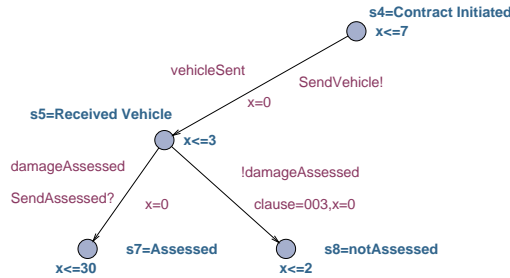 s4=Contract Initiated
x<=7
vehicleSent
SendVehicle!
x=0
s5=Received Vehicle
x<=3
damageAssessed
!damageAssessed
SendAssessed?
x=0
clause=003,x=0
s7=Assessed
s8=notAssessed
x<=30
x<=2